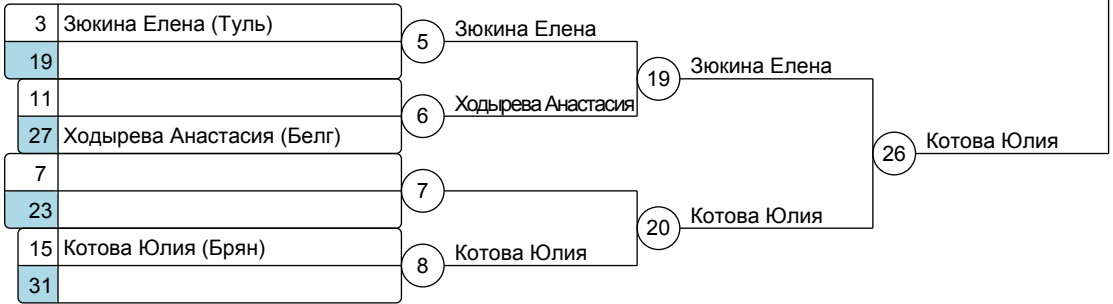 3 Зюкина Елена (Туль)
19
11
27 Ходырева Анастасия (Белг)
7
23
15 Котова Юлия (Брян)
31
5 Зюкина Елена
6 Ходырева Анастасия
7
8 Котова Юлия
19 Зюкина Елена
20 Котова Юлия
26 Котова Юлия